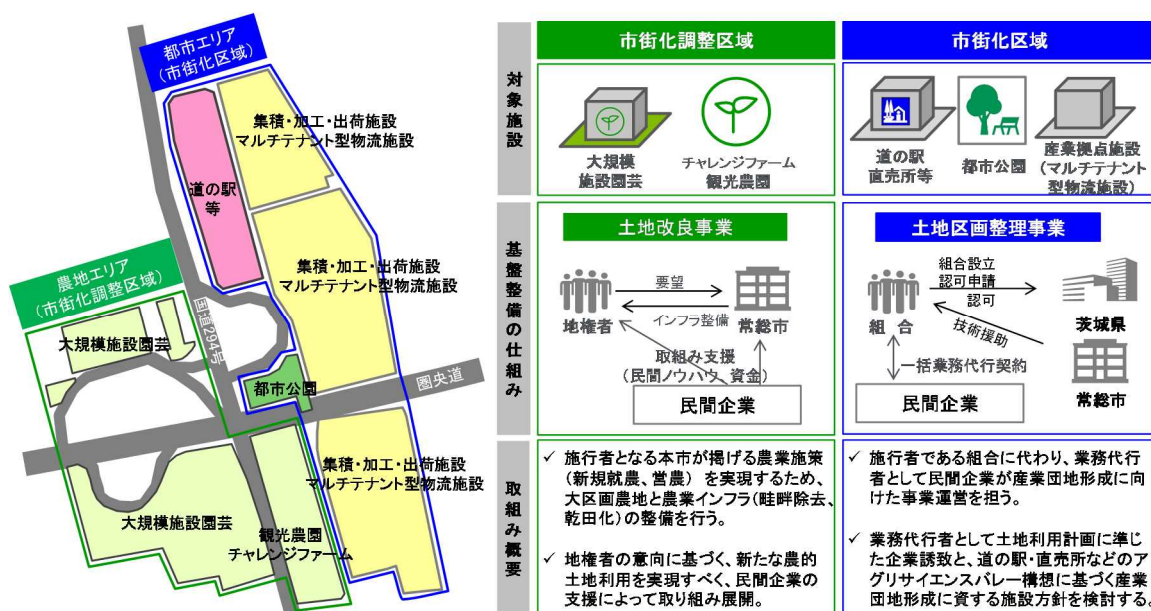 都市エリア
(市街化区域)
集積・加工・出荷施設
マルチテナント型物流施設
道の駅
等
集積・加工・出荷施設
マルチテナント型物流施設
農地エリア
(市街化調整区域)
国道294号
大規模施設園芸
都市公園
圏央道
集積・加工・出荷施設
マルチテナント型物流施設
大規模施設園芸
観光農園
チャレンジファーム
対象施設
市街化調整区域
大規模
施設園芸
チャレンジファーム
観光農園
市街化区域
道の駅
直売所等
都市公園
産業拠点施設
(マルチテナント
型物流施設)
基盤整備の仕組み
土地改良事業
要望
インフラ整備
地権者
常総市
取組み支援
(民間ノウハウ、資金)
民間企業
土地区画整理事業
組合設立
認可申請
認可
組合
技術援助
茨城県
一括業務代行契約
常総市
民間企業
取組み概要
✓ 施行者となる本市が掲げる農業施策
(新規就農、営農) を実現するため、
大区画農地と農業インフラ(畦畔除去、
乾田化)の整備を行う。
✓ 地権者の意向に基づく、新たな農的
土地利用を実現すべく、民間企業の
支援によって取り組み展開。
✓ 施行者である組合に代わり、業務代行
者として民間企業が産業団地形成に向
けた事業運営を担う。
✓ 業務代行者として土地利用計画に準じ
た企業誘致と、道の駅・直売所などのア
グリサイエンスバレー構想に基づく産業
団地形成に資する施設方針を検討する。